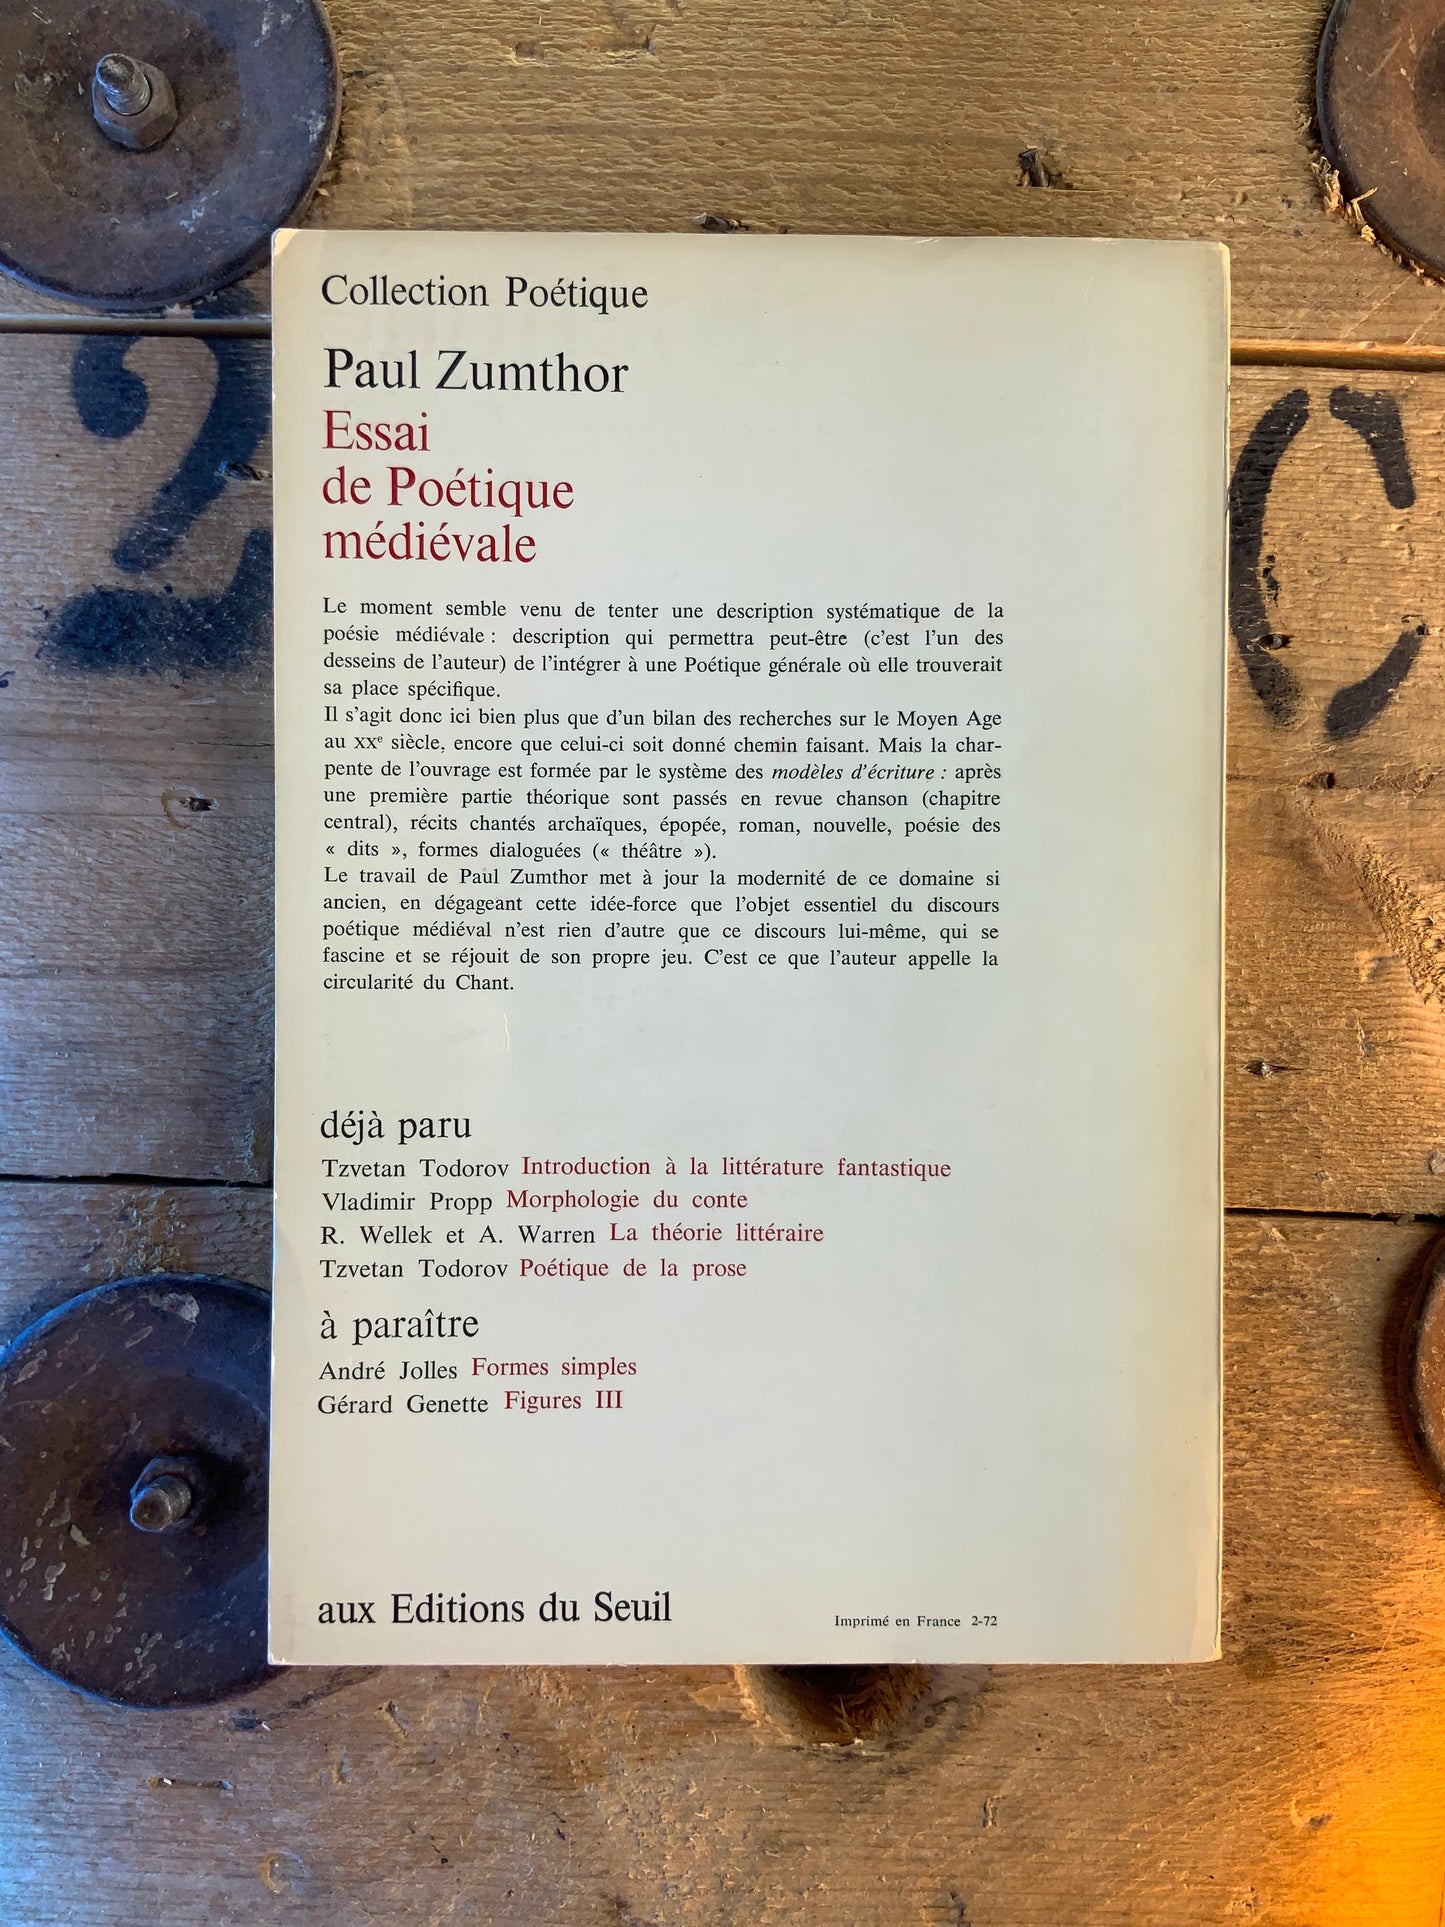 Collection Poétique
Paul Zumthor
Essai
de Poétique
médiévale
Le moment semble venu de tenter une description systématique de la
poésie médiévale : description qui permettra peut-être (c'est l'un des
desseins de l'auteur) de l'intégrer à une Poétique générale où elle trouverait
sa place spécifique.
Il s'agit donc ici bien plus que d'un bilan des recherches sur le Moyen Age
au XXe siècle, encore que celui-ci soit donné chemin faisant. Mais la char-
pente de l'ouvrage est formée par le système des modèles d'écriture : après
une première partie théorique sont passés en revue chanson (chapitre
central), récits chantés archaïques, épopée, roman, nouvelle, poésie des
« dits », formes dialoguées (« théâtre »).
Le travail de Paul Zumthor met à jour la modernité de ce domaine si
ancien, en dégageant cette idée-force que l'objet essentiel du discours
poétique médiéval n'est rien d'autre que ce discours lui-même, qui se
fascine et se réjouit de son propre jeu. C'est ce que l'auteur appelle la
circularité du Chant.
déjà paru
Tzvetan Todorov Introduction à la littérature fantastique
Vladimir Propp Morphologie du conte
R. Wellek et A. Warren La théorie littéraire
Tzvetan Todorov Poétique de la prose
à paraître
André Jolles Formes simples
Gérard Genette Figures III
aux Editions du Seuil
Imprimé en France 2-72
2
C